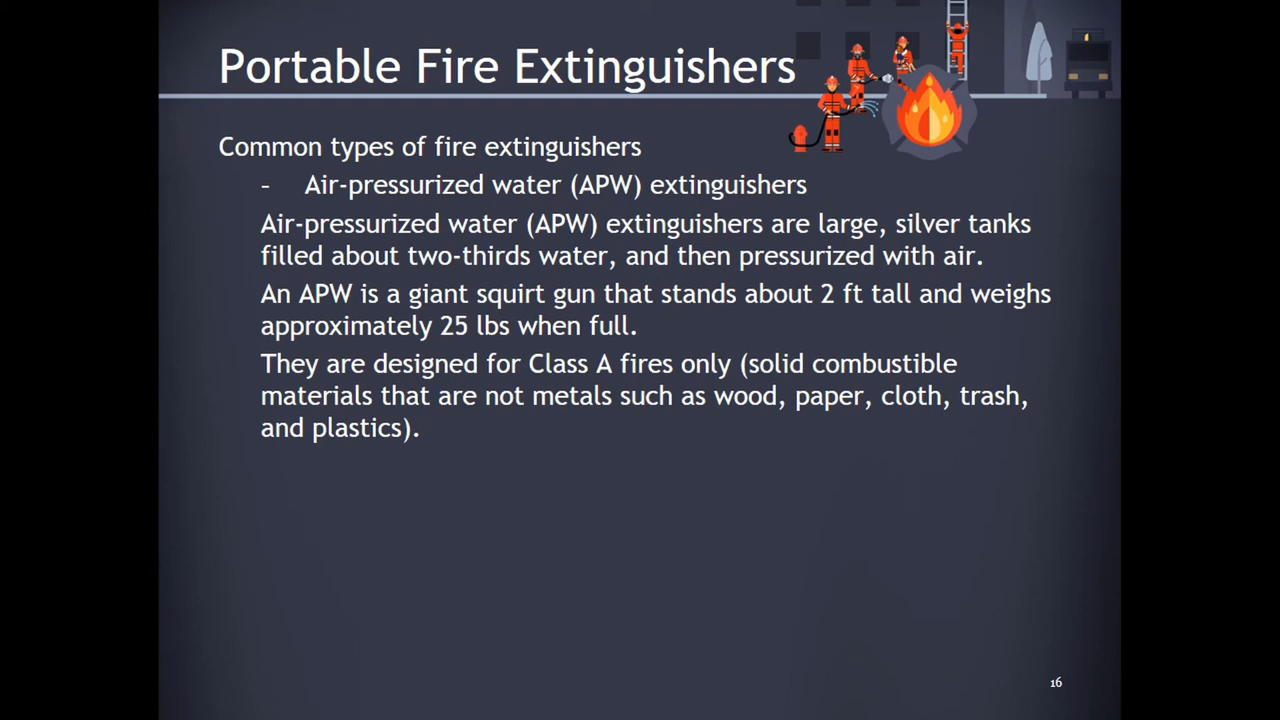 Portable Fire Extinguishers
Common types of fire extinguishers
– Air-pressurized water (APW) extinguishers
Air-pressurized water (APW) extinguishers are large, silver tanks
filled about two-thirds water, and then pressurized with air.
An APW is a giant squirt gun that stands about 2 ft tall and weighs
approximately 25 lbs when full.
They are designed for Class A fires only (solid combustible
materials that are not metals such as wood, paper, cloth, trash,
and plastics).
16